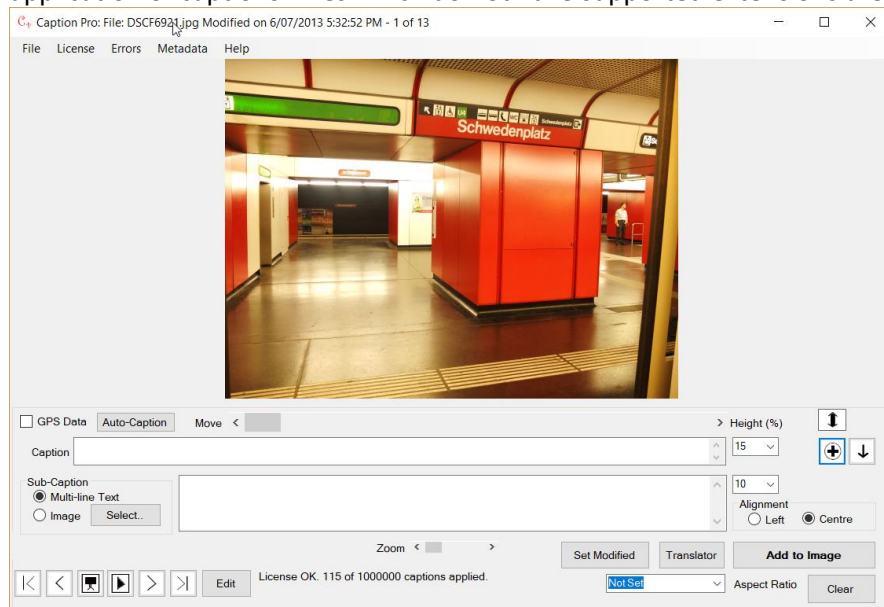 Caption Pro: File: DSCF6921.jpg Modified on 6/07/2013 5:32:52 PM - 1 of 13
File License Errors Metadata Help
U4 WC Schwedenplatz
Schwedenplatz
GPS Data Auto-Caption Move Height (%)
Caption 15
Sub-Caption 10
Multi-line Text Alignment
Image Select.. Left Centre
Zoom Set Modified Translator Add to Image
Edit License OK. 115 of 1000000 captions applied. Not Set Aspect Ratio Clear